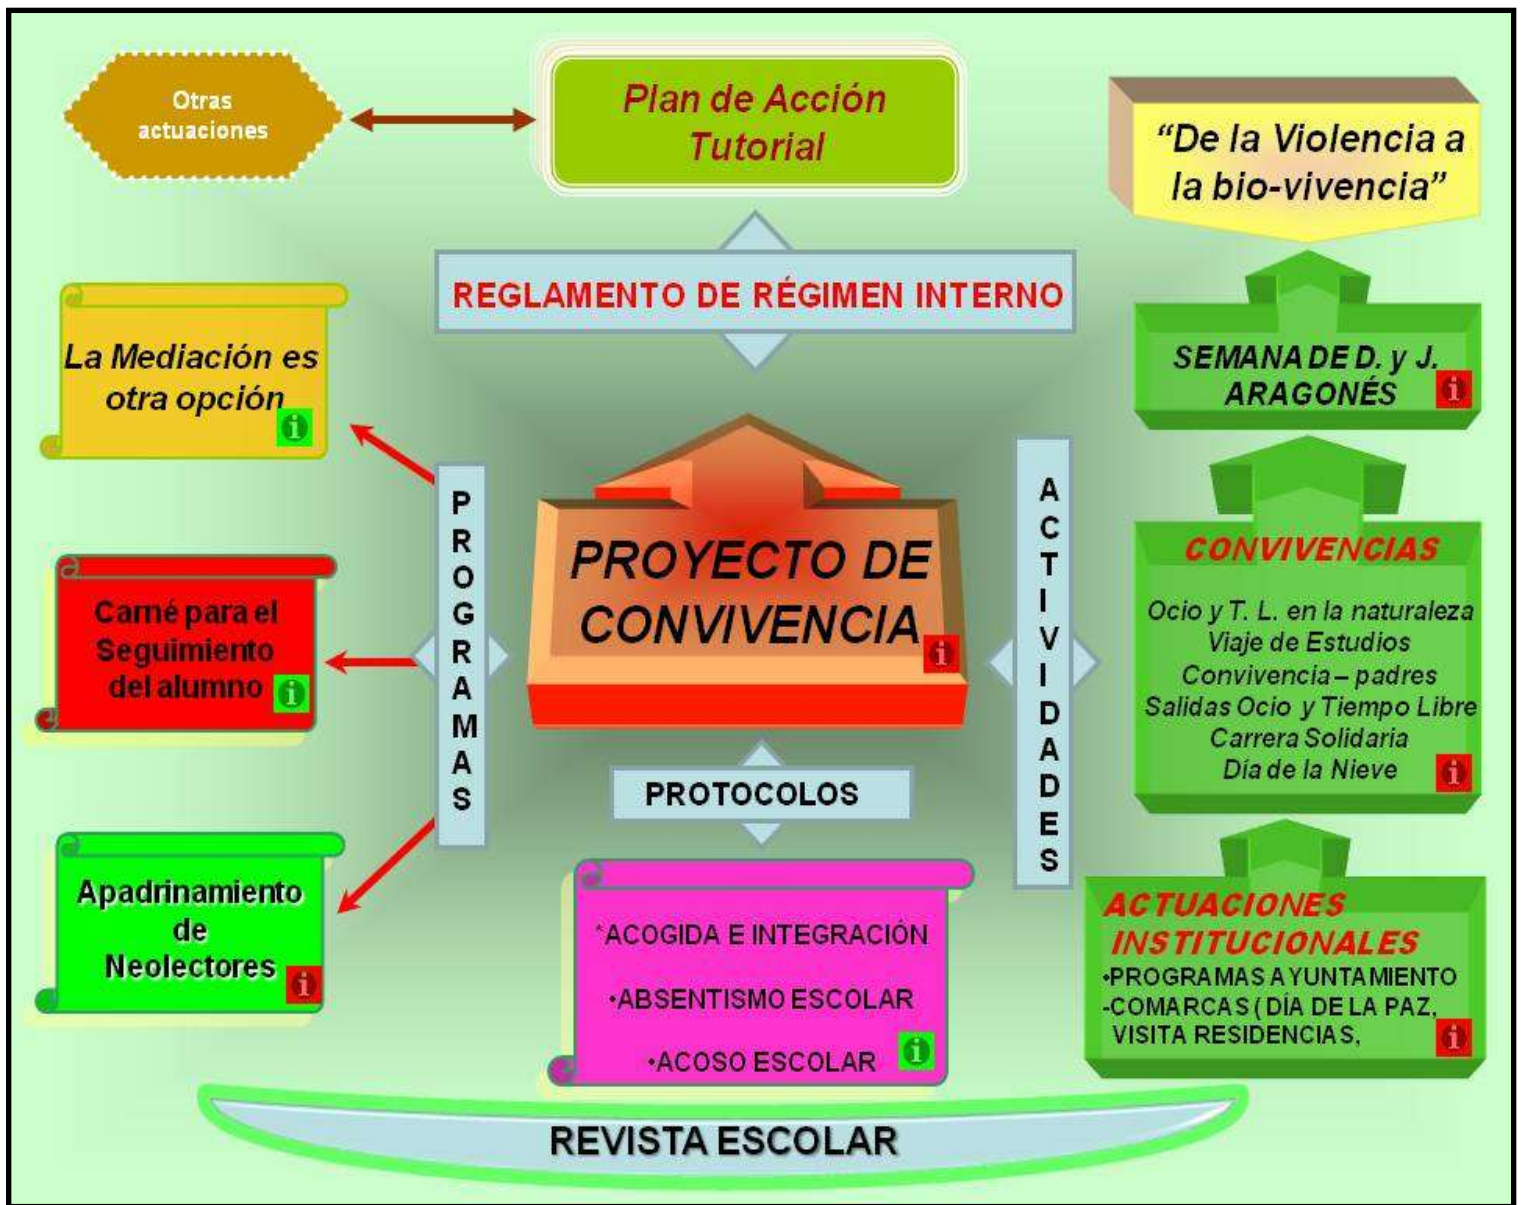 Otras
actuaciones
Plan de Acción
Tutorial
“De la Violencia a
la bio-vivencia”
REGLAMENTO DE RÉGIMEN INTERNO
La Mediación es
otra opción
SEMANA DE D. y J.
ARAGONÉS
PROGRAMAS
PROYECTO DE
CONVIVENCIA
ACTIVIDADES
CONVIVENCIAS
Ocio y T. L. en la naturaleza
Viaje de Estudios
Convivencia – padres
Salidas Ocio y Tiempo Libre
Carrera Solidaria
Día de la Nieve
Carné para el
Seguimiento
del alumno
PROTOCOLOS
Apadrinamiento
de
Neolectores
*ACOGIDA E INTEGRACIÓN
•ABSENTISMO ESCOLAR
•ACOSO ESCOLAR
ACTUACIONES
INSTITUCIONALES
•PROGRAMAS AYUNTAMIENTO
-COMARCAS ( DÍA DE LA PAZ,
VISITA RESIDENCIAS,
REVISTA ESCOLAR